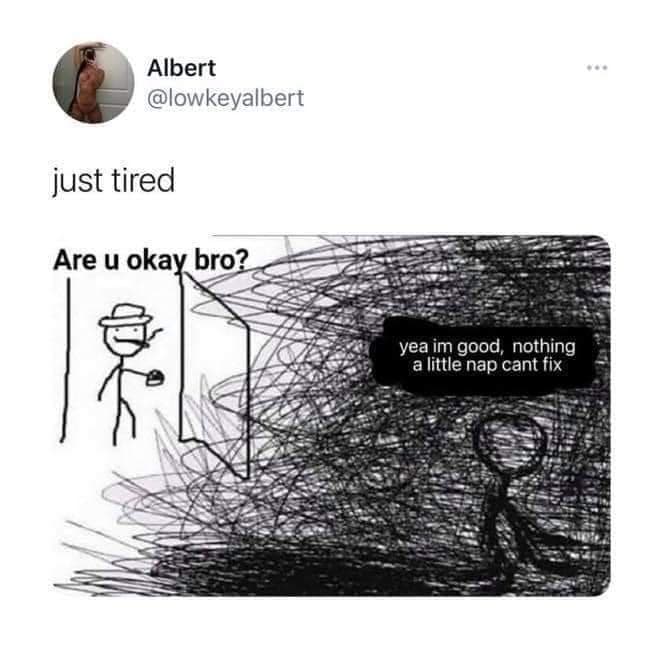 Albert
@lowkeyalbert
just tired
Are u okay bro?
yea im good, nothing
a little nap cant fix